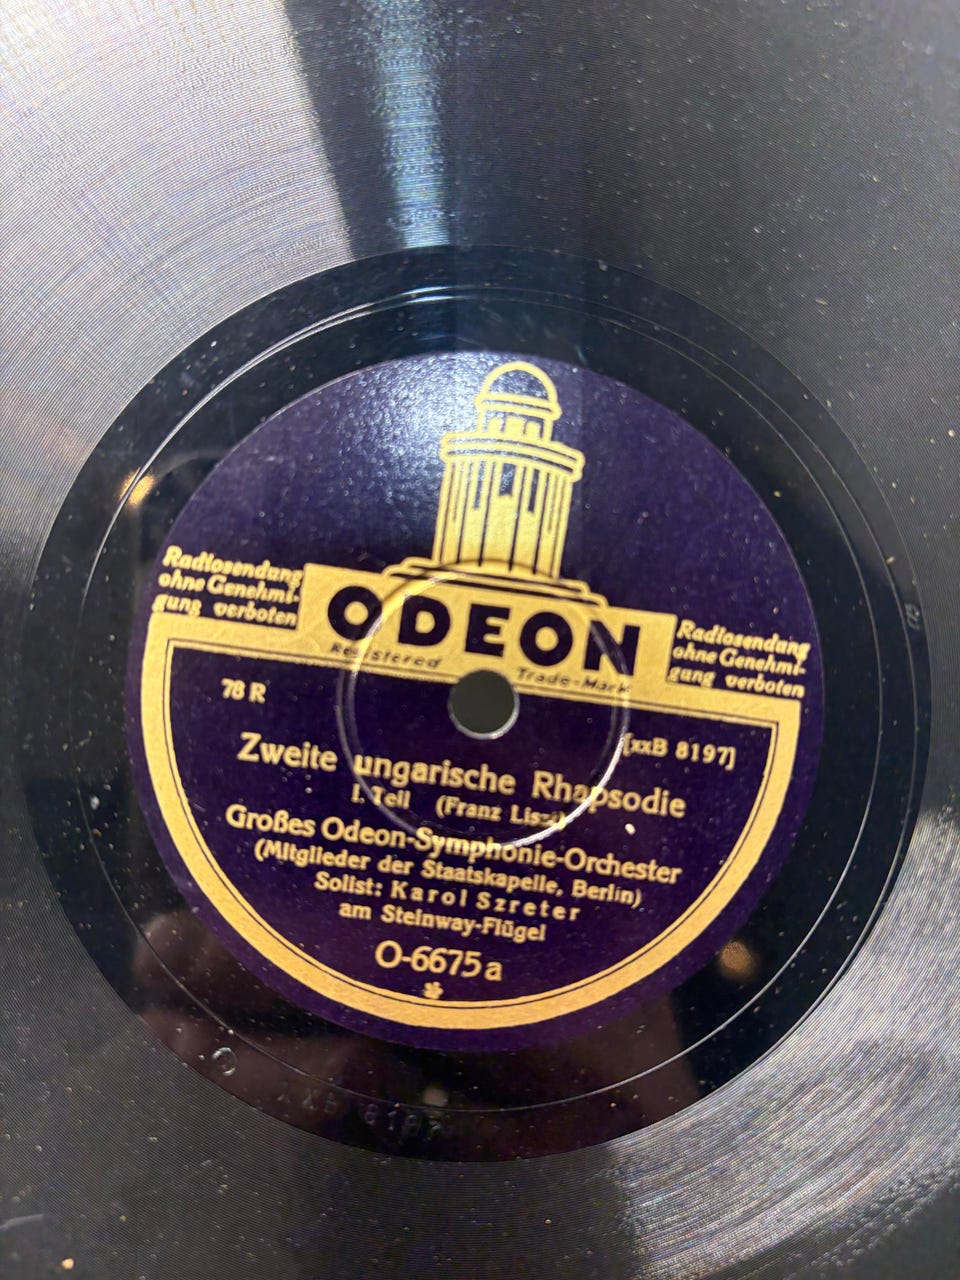 Radiosendung
ohne Genehmi-
gung verboten
ODEON
Registered Trade-Mark
Radiosendung
ohne Genehmi-
gung verboten
78 R
[xxB 8197]
Zweite ungarische Rhapsodie
I. Teil (Franz Liszt)
Großes Odeon-Symphonie-Orchester
(Mitglieder der Staatskapelle, Berlin)
Solist: Karol Szreter
am Steinway-Flügel
O-6675a
XXB 8197